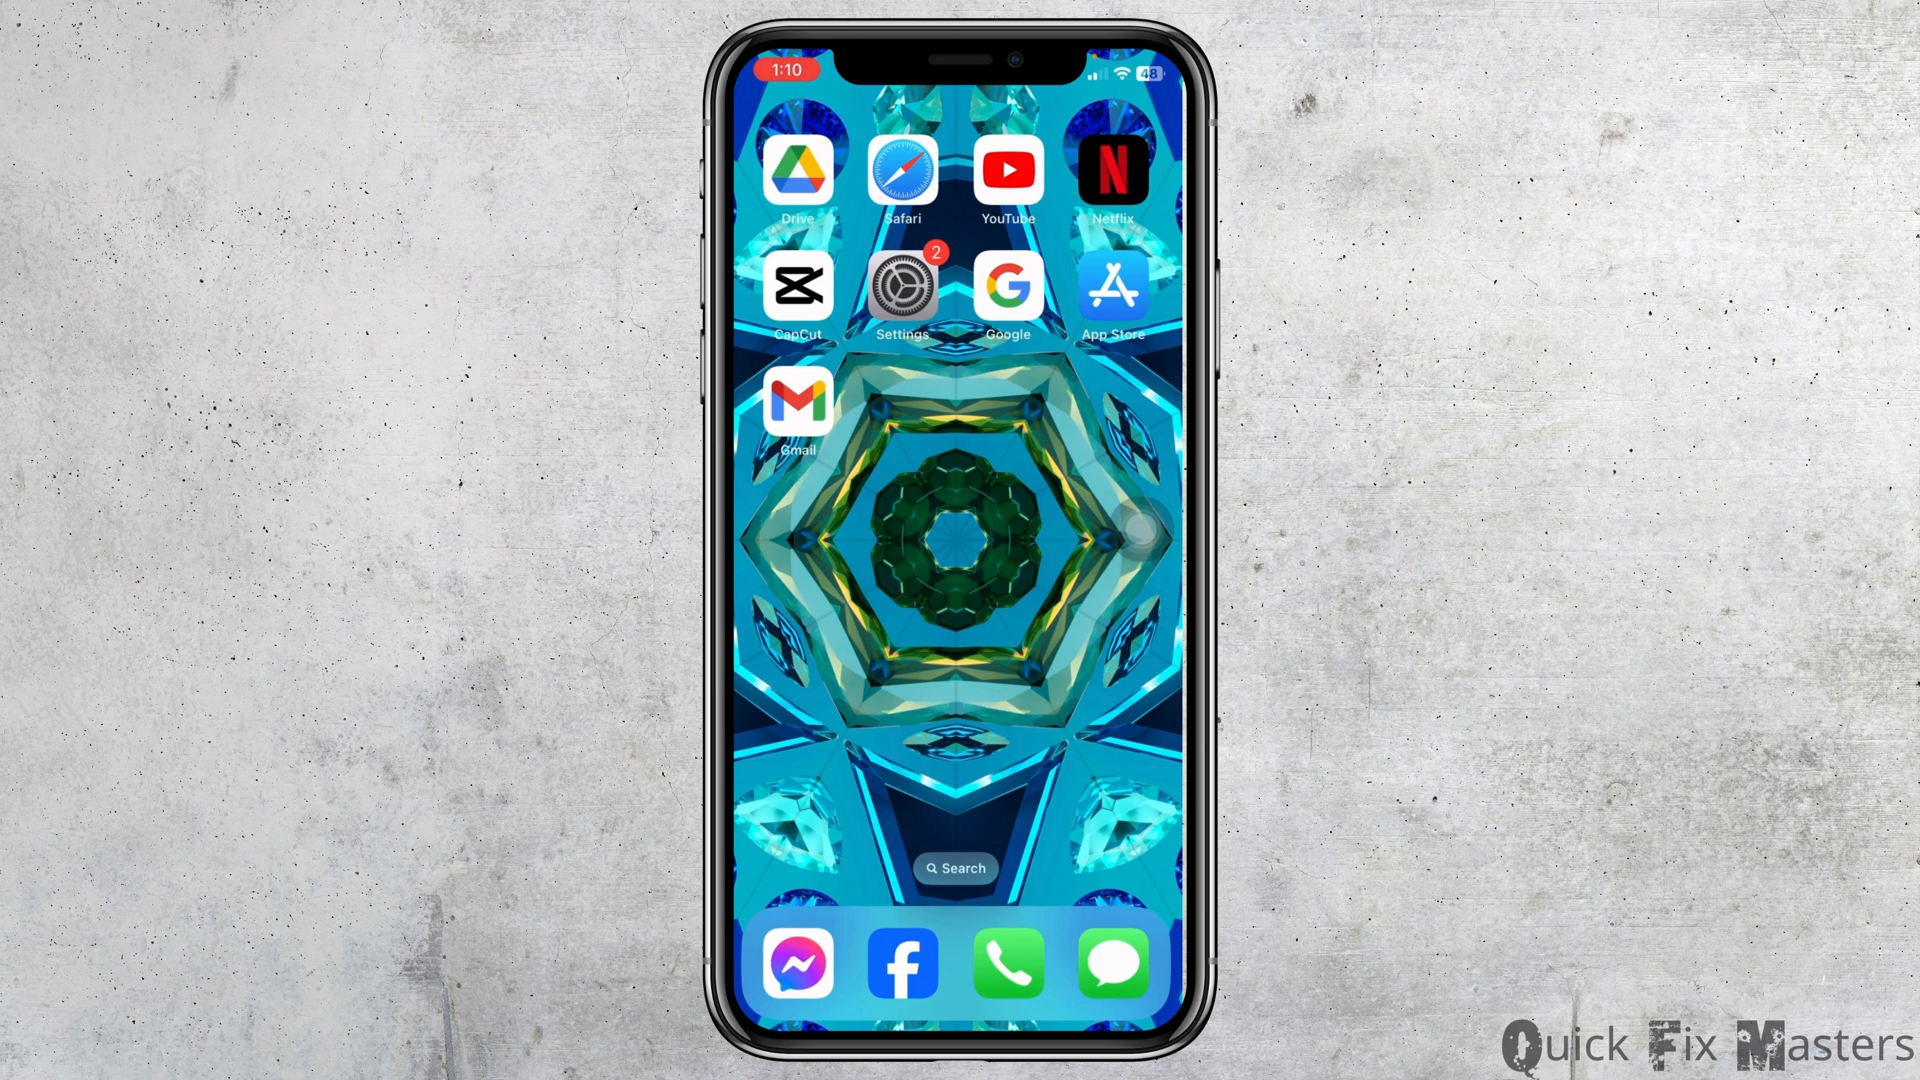 1:10
48
Drive Safari YouTube Netflix
2
CapCut Settings Google App Store
Gmail
Search
Quick Fix Masters